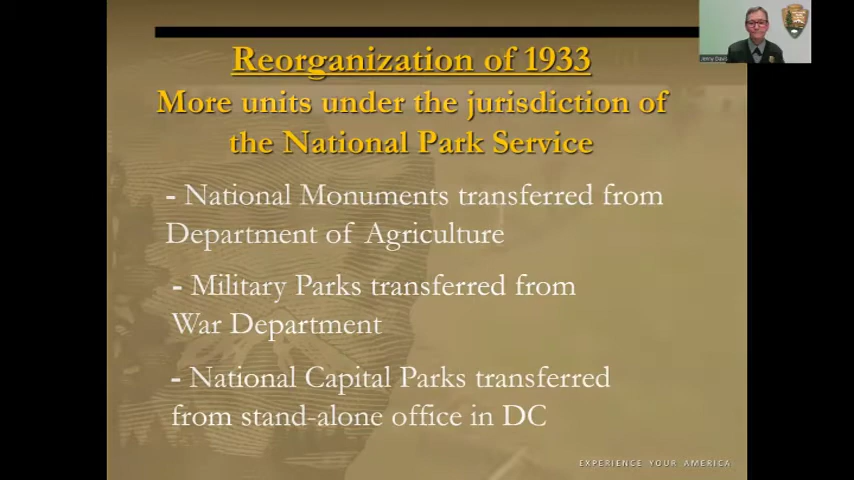 Reorganization of 1933
More units under the jurisdiction of
the National Park Service
- National Monuments transferred from
Department of Agriculture
- Military Parks transferred from
War Department
- National Capital Parks transferred
from stand-alone office in DC
EXPERIENCE YOUR AMERICA